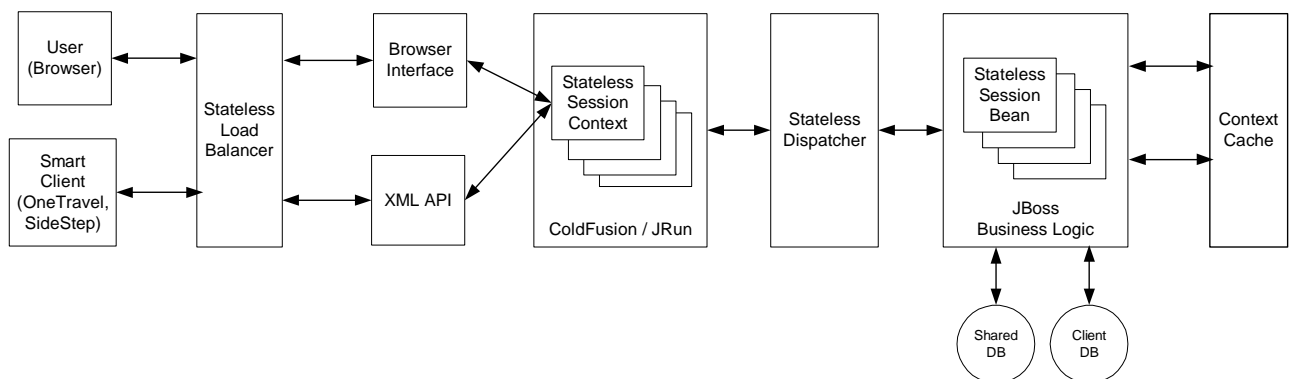 User
(Browser)
Smart
Client
(OneTravel,
SideStep)
Stateless
Load
Balancer
Browser
Interface
XML API
Stateless
Session
Context
ColdFusion / JRun
Stateless
Dispatcher
Stateless
Session
Bean
JBoss
Business Logic
Context
Cache
Shared
DB
Client
DB